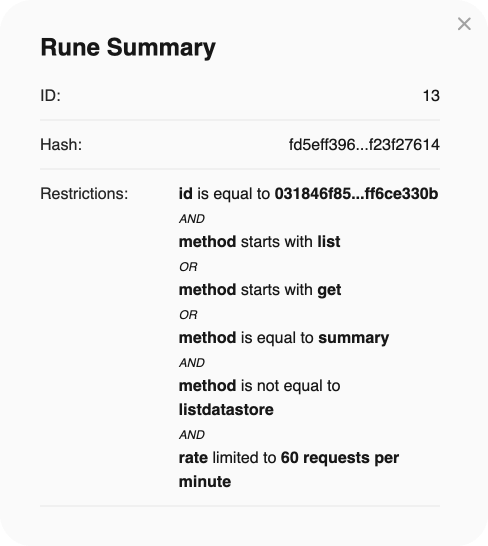 Rune Summary
ID: 13
Hash: fd5eff396...f23f27614
Restrictions: id is equal to 031846f85...ff6ce330b
AND
method starts with list
OR
method starts with get
OR
method is equal to summary
AND
method is not equal to
listdatastore
AND
rate limited to 60 requests per
minute